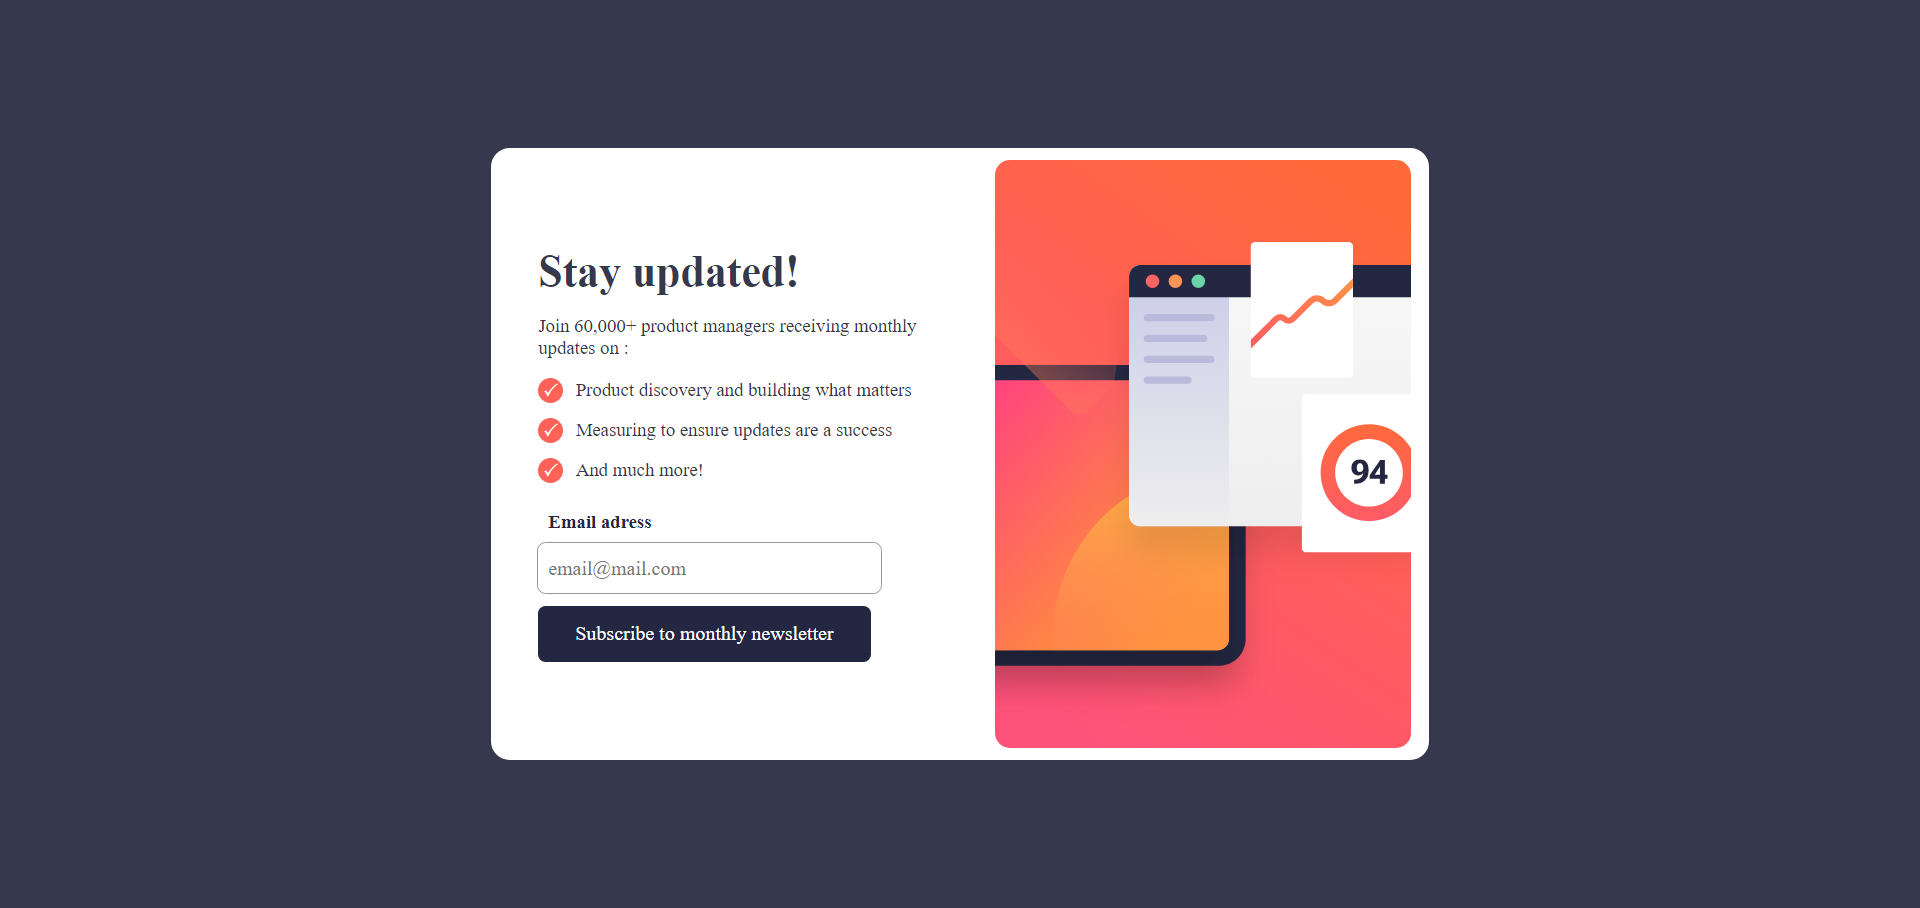 Stay updated!
Join 60,000+ product managers receiving monthly
updates on :
Product discovery and building what matters
Measuring to ensure updates are a success
And much more!
Email adress
email@mail.com
Subscribe to monthly newsletter
94